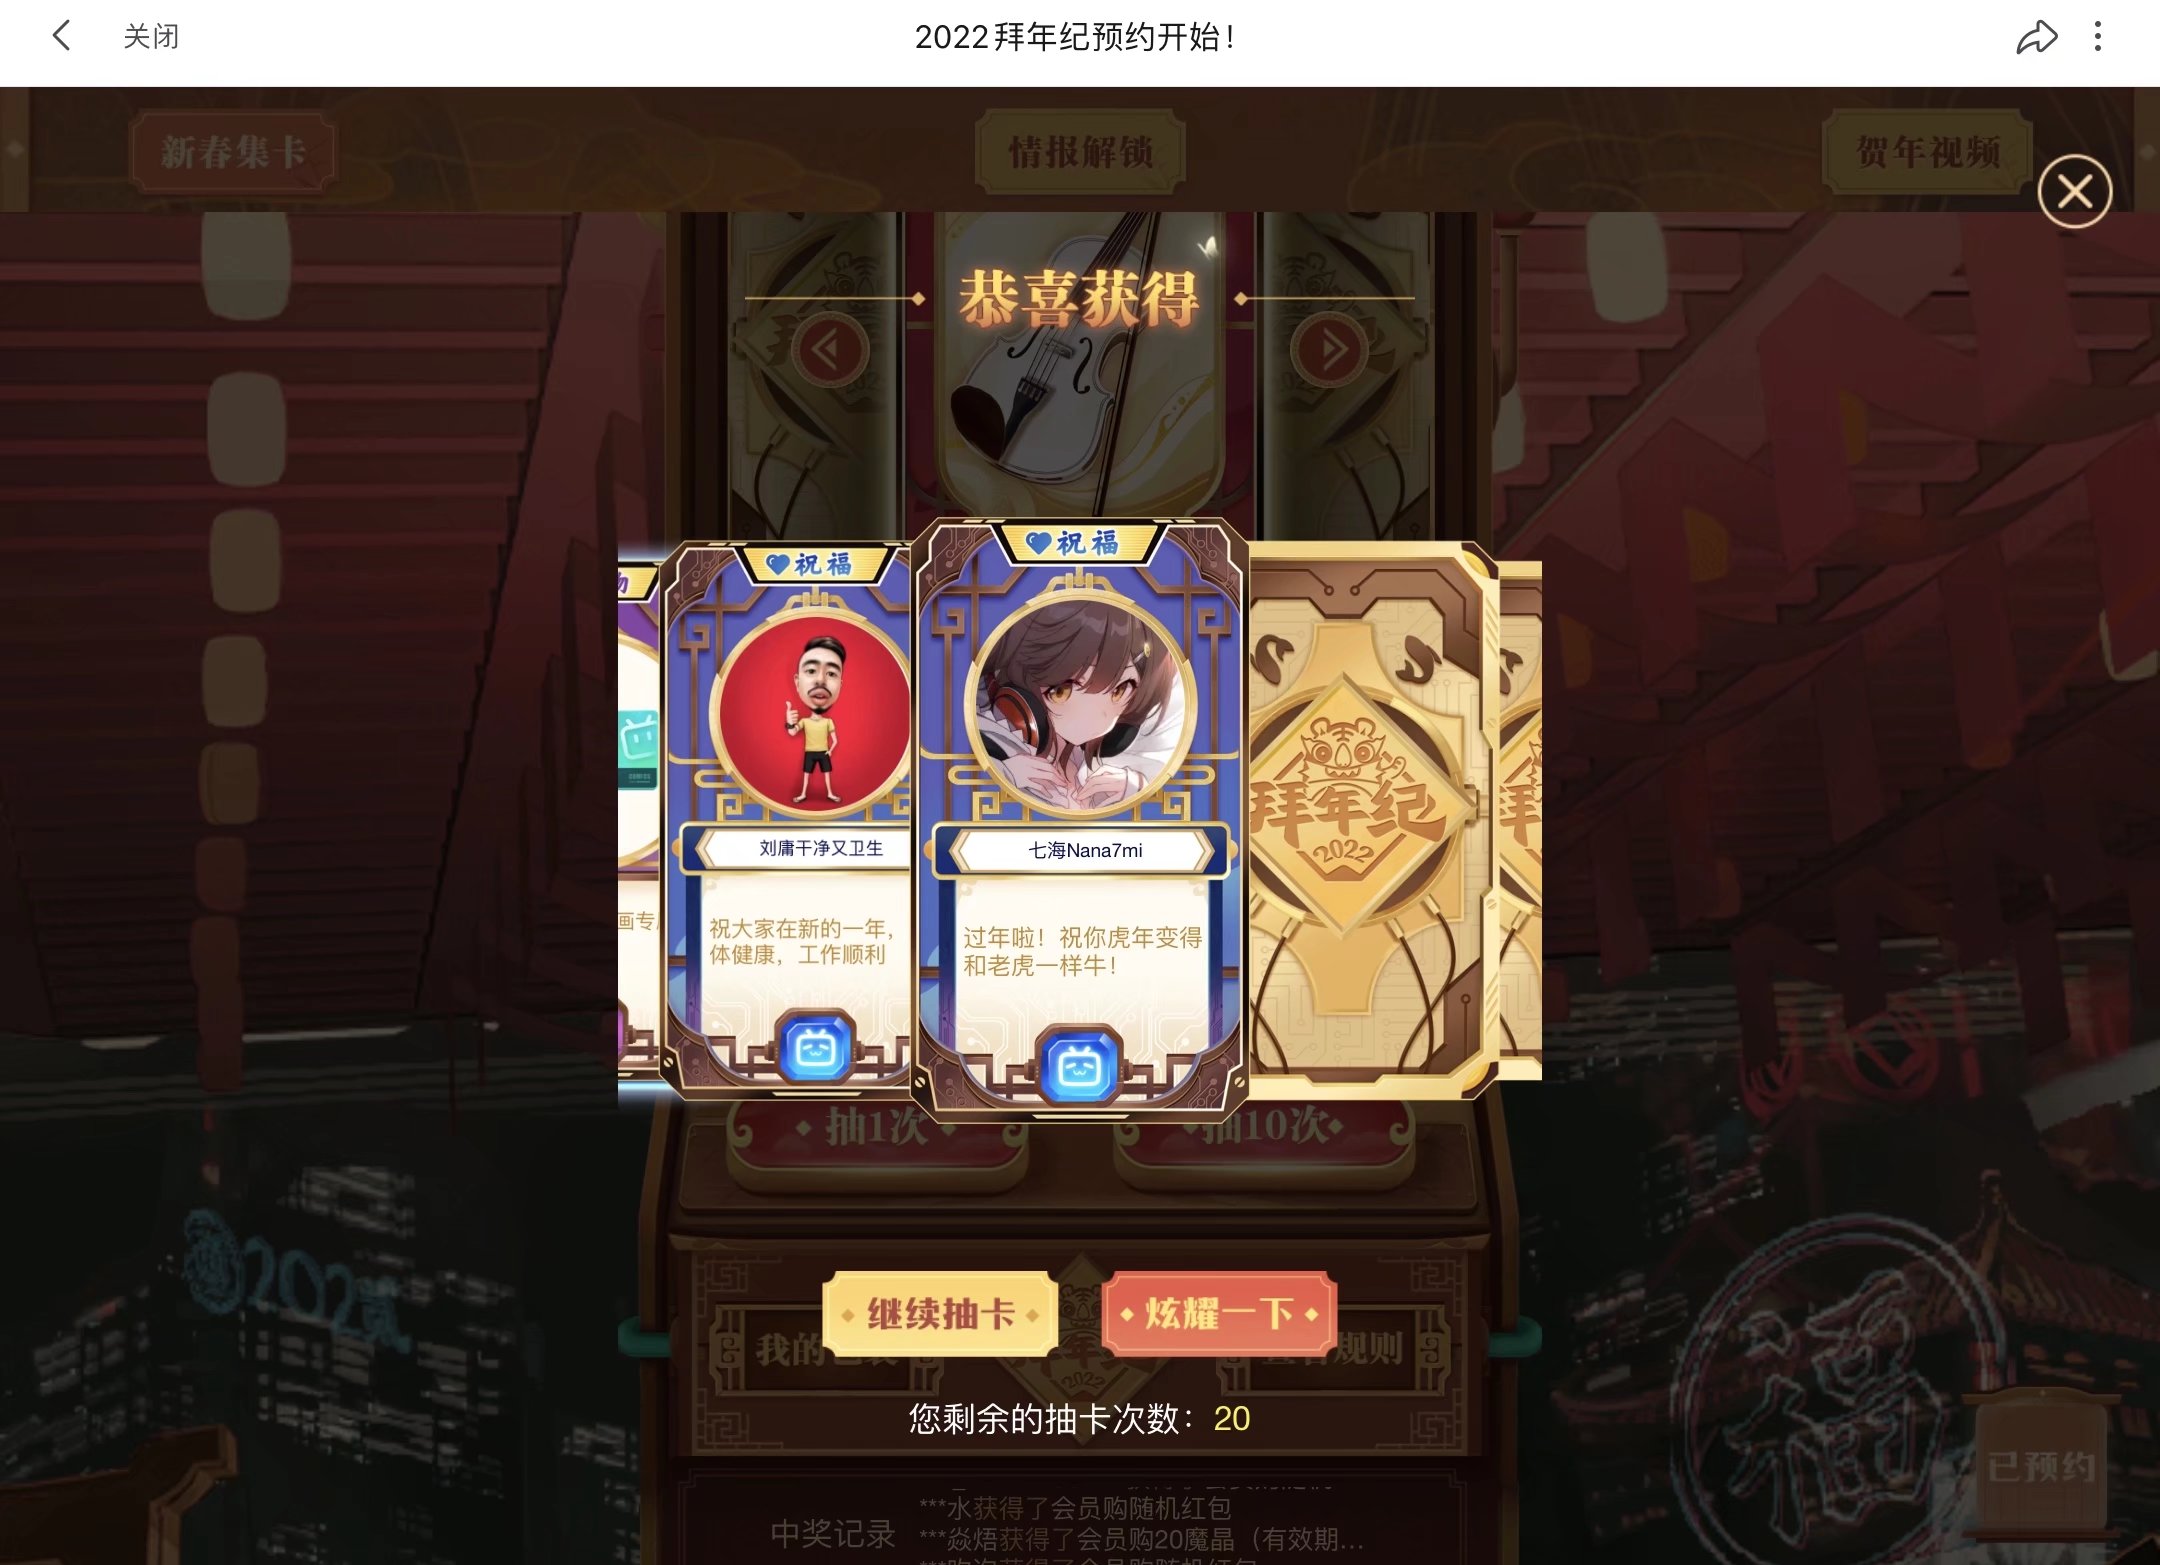 关闭
2022拜年纪预约开始！
新春集卡
情报解锁
贺年视频
恭喜获得
祝福
祝福
刘庸干净又卫生
七海Nana7mi
画专
祝大家在新的一年，
体健康，工作顺利
过年啦！祝你虎年变得
和老虎一样牛！
拜年纪
2022
抽1次
抽10次
继续抽卡
炫耀一下
我的
规则
2022
您剩余的抽卡次数：20
福
已预约
中奖记录
***水获得了会员购随机红包
***焱焐获得了会员购20魔晶（有效期...